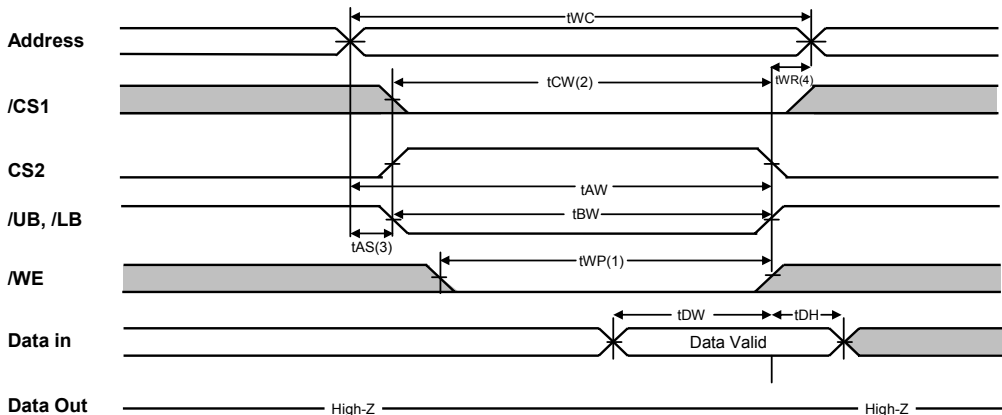 tWC
Address
tCW(2)
tWR(4)
/CS1
CS2
tAW
/UB, /LB
tBW
tAS(3)
tWP(1)
/WE
tDW
tDH
Data in
Data Valid
Data Out
High-Z
High-Z